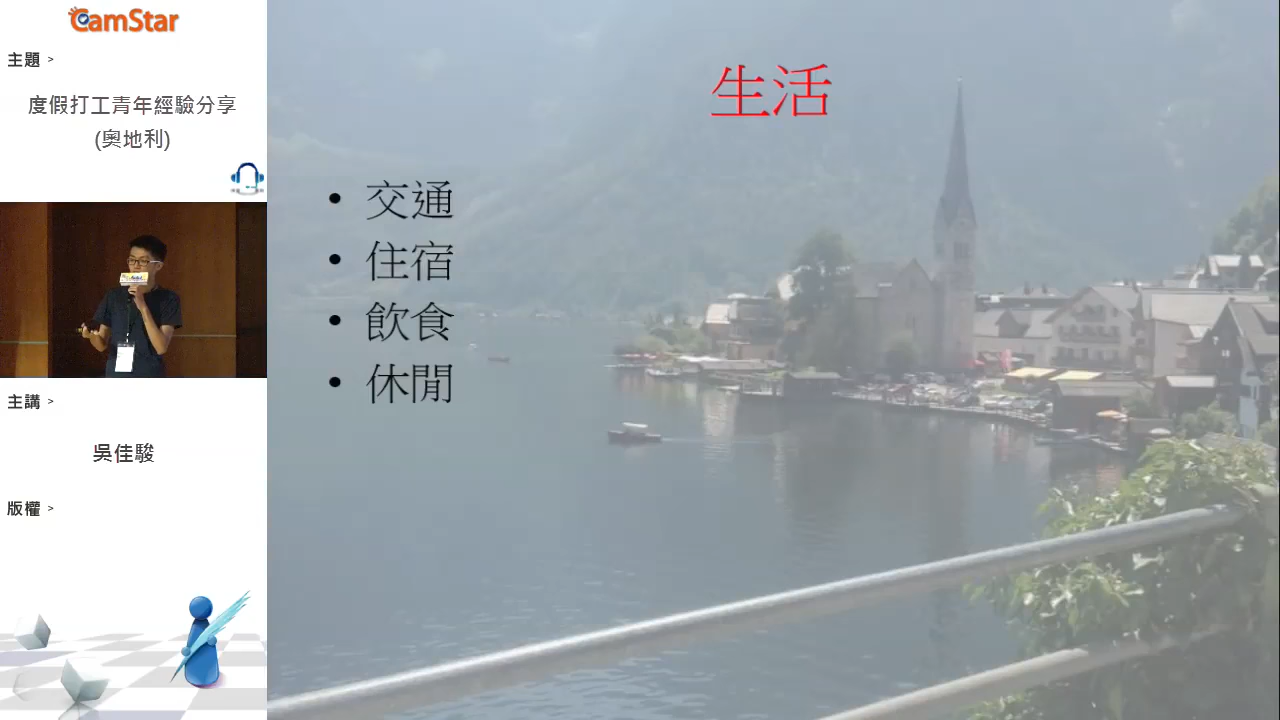 CamStar
主題 >
度假打工青年經驗分享
(奧地利)
主講 >
吳佳駿
版權 >
生活
• 交通
• 住宿
• 飲食
• 休閒